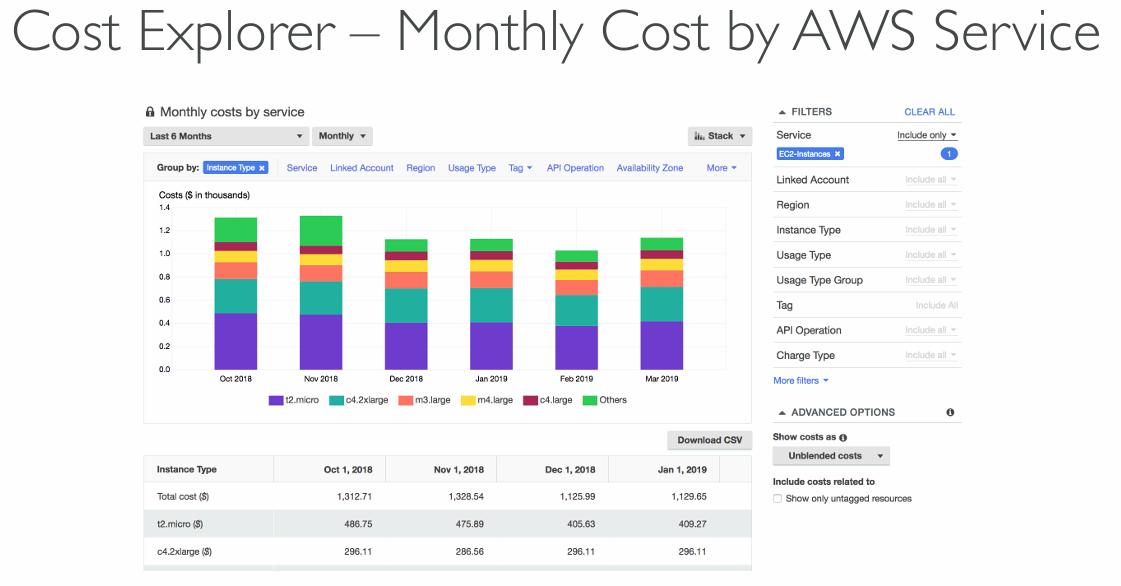 Cost Explorer – Monthly Cost by AWS Service
Monthly costs by service
Last 6 Months Monthly Stack
Group by: Instance Type × Service Linked Account Region Usage Type Tag API Operation Availability Zone More
Costs ($ in thousands)
1.4
1.2
1.0
0.8
0.6
0.4
0.2
0.0
Oct 2018 Nov 2018 Dec 2018 Jan 2019 Feb 2019 Mar 2019
t2.micro c4.2xlarge m3.large m4.large c4.large Others
Download CSV
Instance Type Oct 1, 2018 Nov 1, 2018 Dec 1, 2018 Jan 1, 2019
Total cost ($) 1,312.71 1,328.54 1,125.99 1,129.65
t2.micro ($) 486.75 475.89 405.63 409.27
c4.2xlarge ($) 296.11 286.56 296.11 296.11
FILTERS CLEAR ALL
Service Include only
EC2-Instances × 1
Linked Account Include all
Region Include all
Instance Type Include all
Usage Type Include all
Usage Type Group Include all
Tag Include All
API Operation Include all
Charge Type Include all
More filters
ADVANCED OPTIONS
Show costs as
Unblended costs
Include costs related to
Show only untagged resources